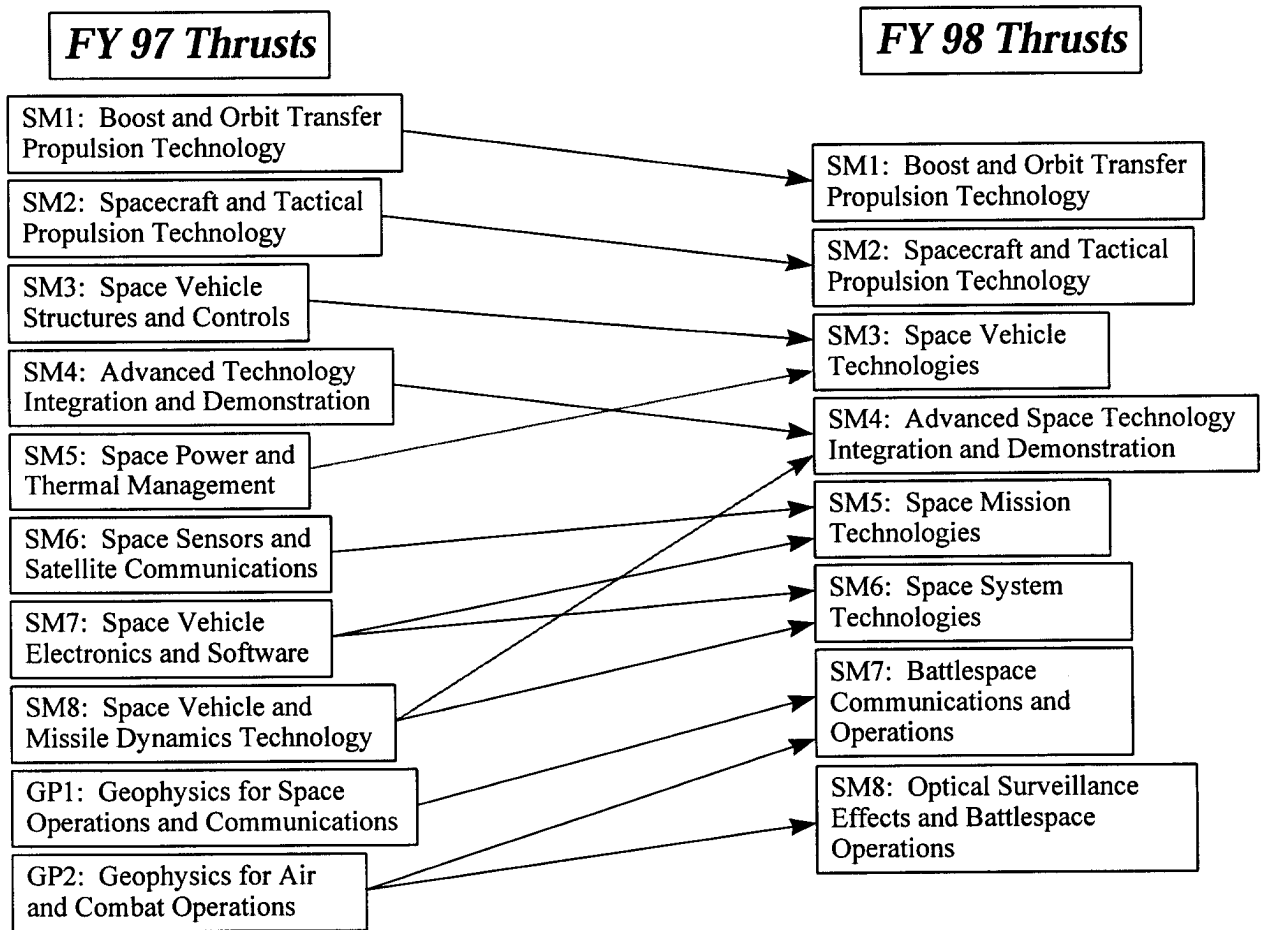 FY 97 Thrusts
SM1: Boost and Orbit Transfer
Propulsion Technology
SM2: Spacecraft and Tactical
Propulsion Technology
SM3: Space Vehicle
Structures and Controls
SM4: Advanced Technology
Integration and Demonstration
SM5: Space Power and
Thermal Management
SM6: Space Sensors and
Satellite Communications
SM7: Space Vehicle
Electronics and Software
SM8: Space Vehicle and
Missile Dynamics Technology
GP1: Geophysics for Space
Operations and Communications
GP2: Geophysics for Air
and Combat Operations
FY 98 Thrusts
SM1: Boost and Orbit Transfer
Propulsion Technology
SM2: Spacecraft and Tactical
Propulsion Technology
SM3: Space Vehicle
Technologies
SM4: Advanced Space Technology
Integration and Demonstration
SM5: Space Mission
Technologies
SM6: Space System
Technologies
SM7: Battlespace
Communications and
Operations
SM8: Optical Surveillance
Effects and Battlespace
Operations